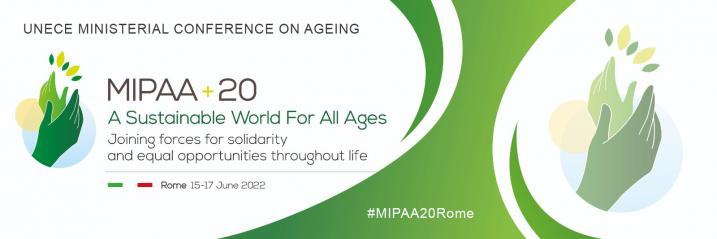 UNECE MINISTERIAL CONFERENCE ON AGEING
MIPAA+20
A Sustainable World For All Ages
Joining forces for solidarity
and equal opportunities throughout life
Rome 15-17 June 2022
#MIPAA20Rome